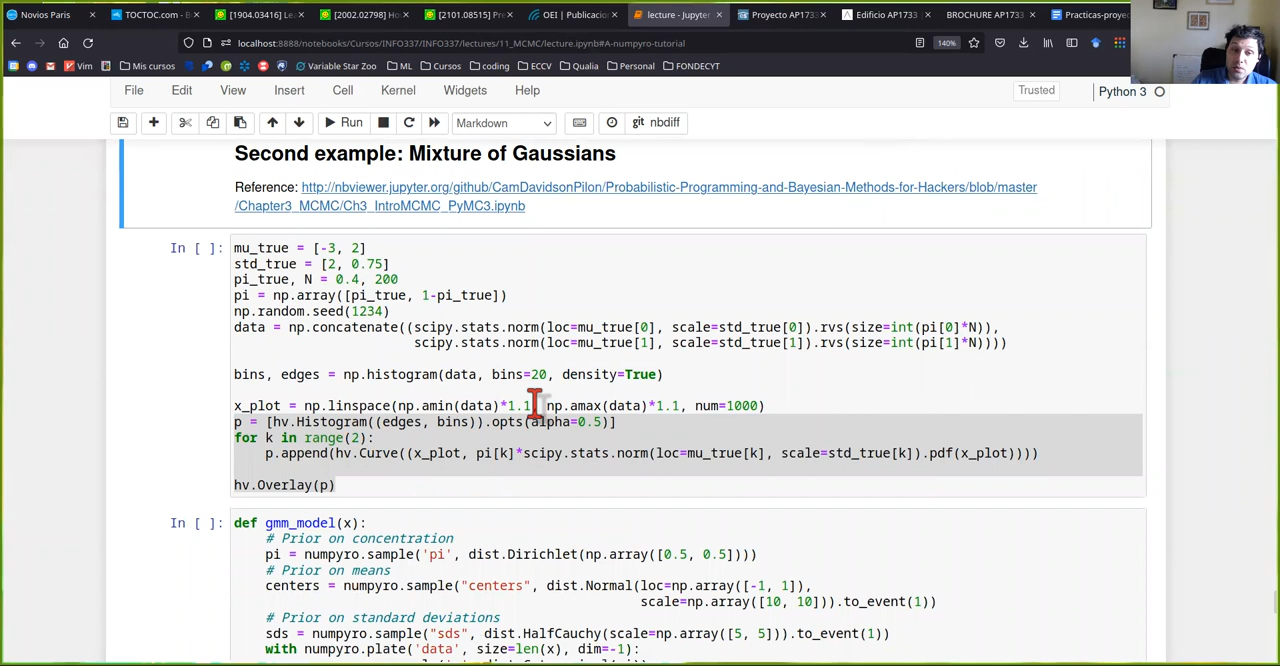 Novios Paris
TOCTOC.com - B
[1904.03416] Le
[2002.02798] Ho
[2101.08515] Pre
OEI | Publicacion
lecture - Jupyter
Proyecto AP1733
Edificio AP1733
BROCHURE AP1733
Practicas-proye
localhost:8888/notebooks/Cursos/INFO337/INFO337/lectures/11_MCMC/lecture.ipynb#A-numpyro-tutorial
140%
Vim
Mis cursos
Variable Star Zoo
ML
Cursos
coding
ECCV
Qualia
Personal
FONDECYT
File Edit View Insert Cell Kernel Widgets Help
Trusted
Python 3
Run
Markdown
git nbdiff
Second example: Mixture of Gaussians
Reference: http://nbviewer.jupyter.org/github/CamDavidsonPilon/Probabilistic-Programming-and-Bayesian-Methods-for-Hackers/blob/master
/Chapter3_MCMC/Ch3_IntroMCMC_PyMC3.ipynb
In [ ]:
mu_true = [-3, 2]
std_true = [2, 0.75]
pi_true, N = 0.4, 200
pi = np.array([pi_true, 1-pi_true])
np.random.seed(1234)
data = np.concatenate((scipy.stats.norm(loc=mu_true[0], scale=std_true[0]).rvs(size=int(pi[0]*N)),
scipy.stats.norm(loc=mu_true[1], scale=std_true[1]).rvs(size=int(pi[1]*N))))
bins, edges = np.histogram(data, bins=20, density=True)
x_plot = np.linspace(np.amin(data)*1.1, np.amax(data)*1.1, num=1000)
p = [hv.Histogram((edges, bins)).opts(alpha=0.5)]
for k in range(2):
p.append(hv.Curve((x_plot, pi[k]*scipy.stats.norm(loc=mu_true[k], scale=std_true[k]).pdf(x_plot))))
hv.Overlay(p)
In [ ]:
def gmm_model(x):
# Prior on concentration
pi = numpyro.sample('pi', dist.Dirichlet(np.array([0.5, 0.5])))
# Prior on means
centers = numpyro.sample("centers", dist.Normal(loc=np.array([-1, 1]),
scale=np.array([10, 10])).to_event(1))
# Prior on standard deviations
sds = numpyro.sample("sds", dist.HalfCauchy(scale=np.array([5, 5])).to_event(1))
with numpyro.plate('data', size=len(x), dim=-1):